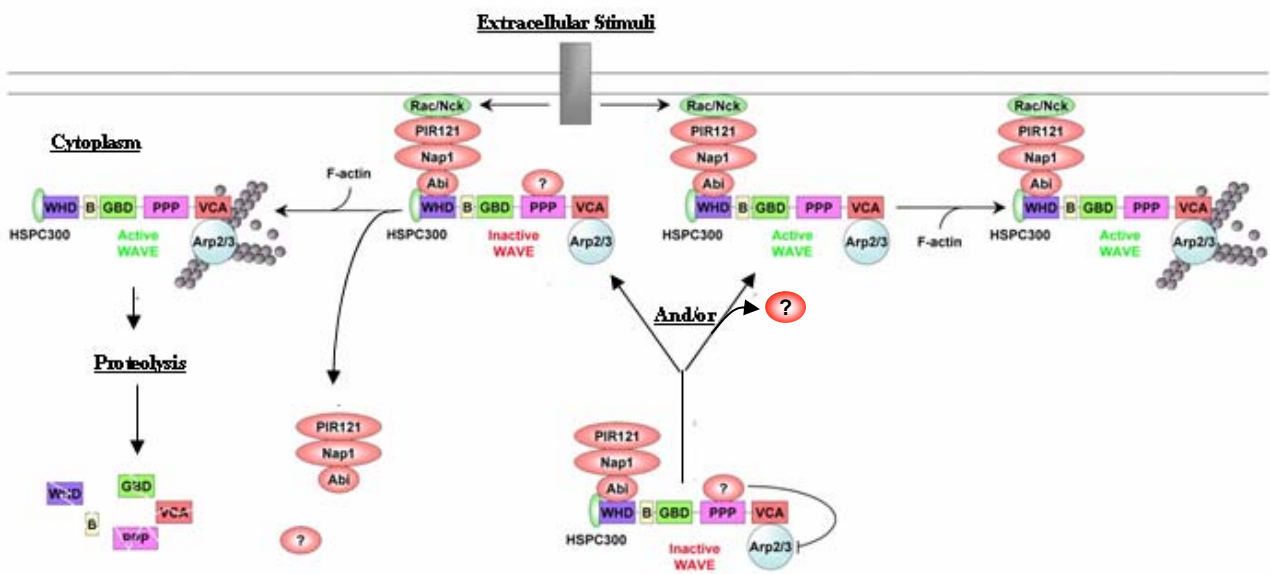 Extracellular Stimuli
Rac/Nck
PIR121
Nap1
Abi
?
WHD B GBD PPP VCA
HSPC300
Inactive
WAVE
Arp2/3
Rac/Nck
PIR121
Nap1
Abi
WHD B GBD PPP VCA
HSPC300
Active
WAVE
Arp2/3
F-actin
Rac/Nck
PIR121
Nap1
Abi
WHD B GBD PPP VCA
HSPC300
Active
WAVE
Arp2/3
Cytoplasm
F-actin
WHD B GBD PPP VCA
HSPC300
Active
WAVE
Arp2/3
And/or
?
Proteolysis
PIR121
Nap1
Abi
?
WHD
GBD
B
VCA
PPP
PIR121
Nap1
Abi
?
WHD B GBD PPP VCA
HSPC300
Inactive
WAVE
Arp2/3